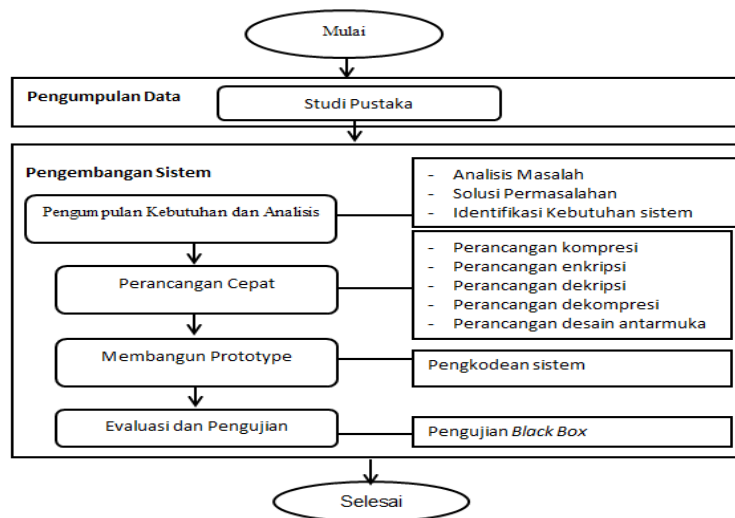 Mulai
Pengumpulan Data
Studi Pustaka
Pengembangan Sistem
Pengumpulan Kebutuhan dan Analisis
- Analisis Masalah
- Solusi Permasalahan
- Identifikasi Kebutuhan sistem
Perancangan Cepat
- Perancangan kompresi
- Perancangan enkripsi
- Perancangan dekripsi
- Perancangan dekompresi
- Perancangan desain antarmuka
Membangun Prototype
Pengkodean sistem
Evaluasi dan Pengujian
Pengujian Black Box
Selesai